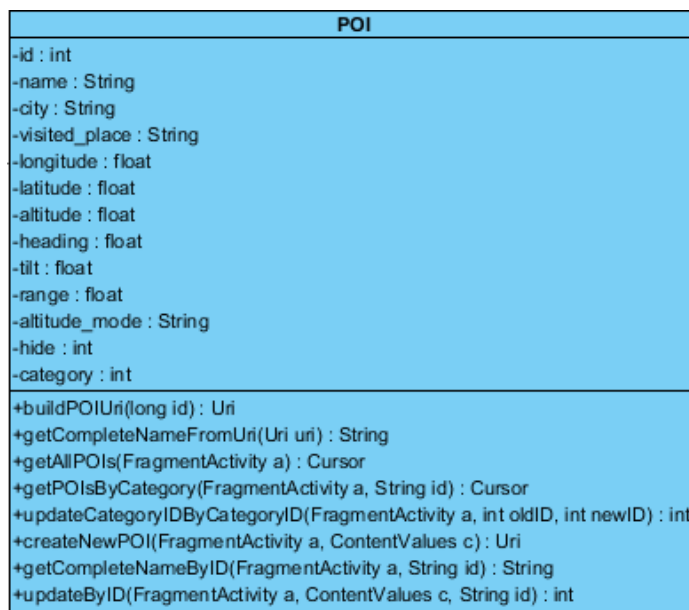 POI
-id : int
-name : String
-city : String
-visited_place : String
-longitude : float
-latitude : float
-altitude : float
-heading : float
-tilt : float
-range : float
-altitude_mode : String
-hide : int
-category : int
+buildPOIUri(long id) : Uri
+getCompleteNameFromUri(Uri uri) : String
+getAllPOIs(FragmentActivity a) : Cursor
+getPOIsByCategory(FragmentActivity a, String id) : Cursor
+updateCategoryIDByCategoryID(FragmentActivity a, int oldID, int newID) : int
+createNewPOI(FragmentActivity a, ContentValues c) : Uri
+getCompleteNameByID(FragmentActivity a, String id) : String
+updateByID(FragmentActivity a, ContentValues c, String id) : int